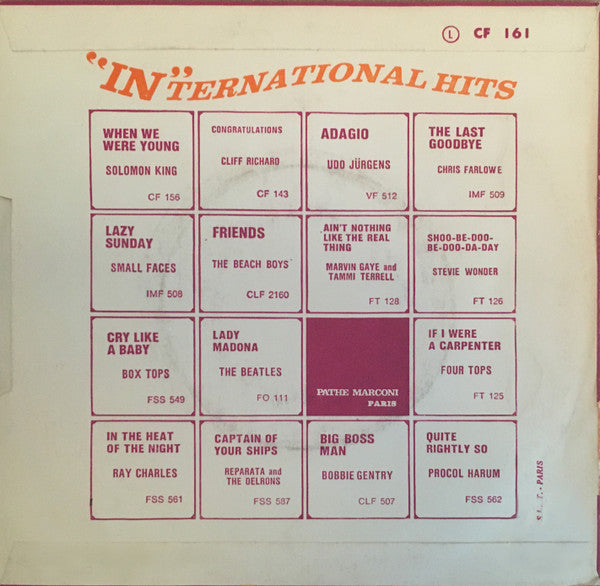 Ⓛ CF 161
"IN"TERNATIONAL HITS
WHEN WE
WERE YOUNG
SOLOMON KING
CF 156
CONGRATULATIONS
CLIFF RICHARD
CF 143
ADAGIO
UDO JÜRGENS
VF 512
THE LAST
GOODBYE
CHRIS FARLOWE
IMF 509
LAZY
SUNDAY
SMALL FACES
IMF 508
FRIENDS
THE BEACH BOYS
CLF 2160
AIN'T NOTHING
LIKE THE REAL
THING
MARVIN GAYE and
TAMMI TERRELL
FT 128
SHOO-BE-DOO-
BE-DOO-DA-DAY
STEVIE WONDER
FT 126
CRY LIKE
A BABY
BOX TOPS
FSS 549
LADY
MADONA
THE BEATLES
FO 111
PATHE MARCONI
PARIS
IF I WERE
A CARPENTER
FOUR TOPS
FT 125
IN THE HEAT
OF THE NIGHT
RAY CHARLES
FSS 561
CAPTAIN OF
YOUR SHIPS
REPARATA and
THE DELRONS
FSS 587
BIG BOSS
MAN
BOBBIE GENTRY
CLF 507
QUITE
RIGHTLY SO
PROCOL HARUM
FSS 562
PARIS